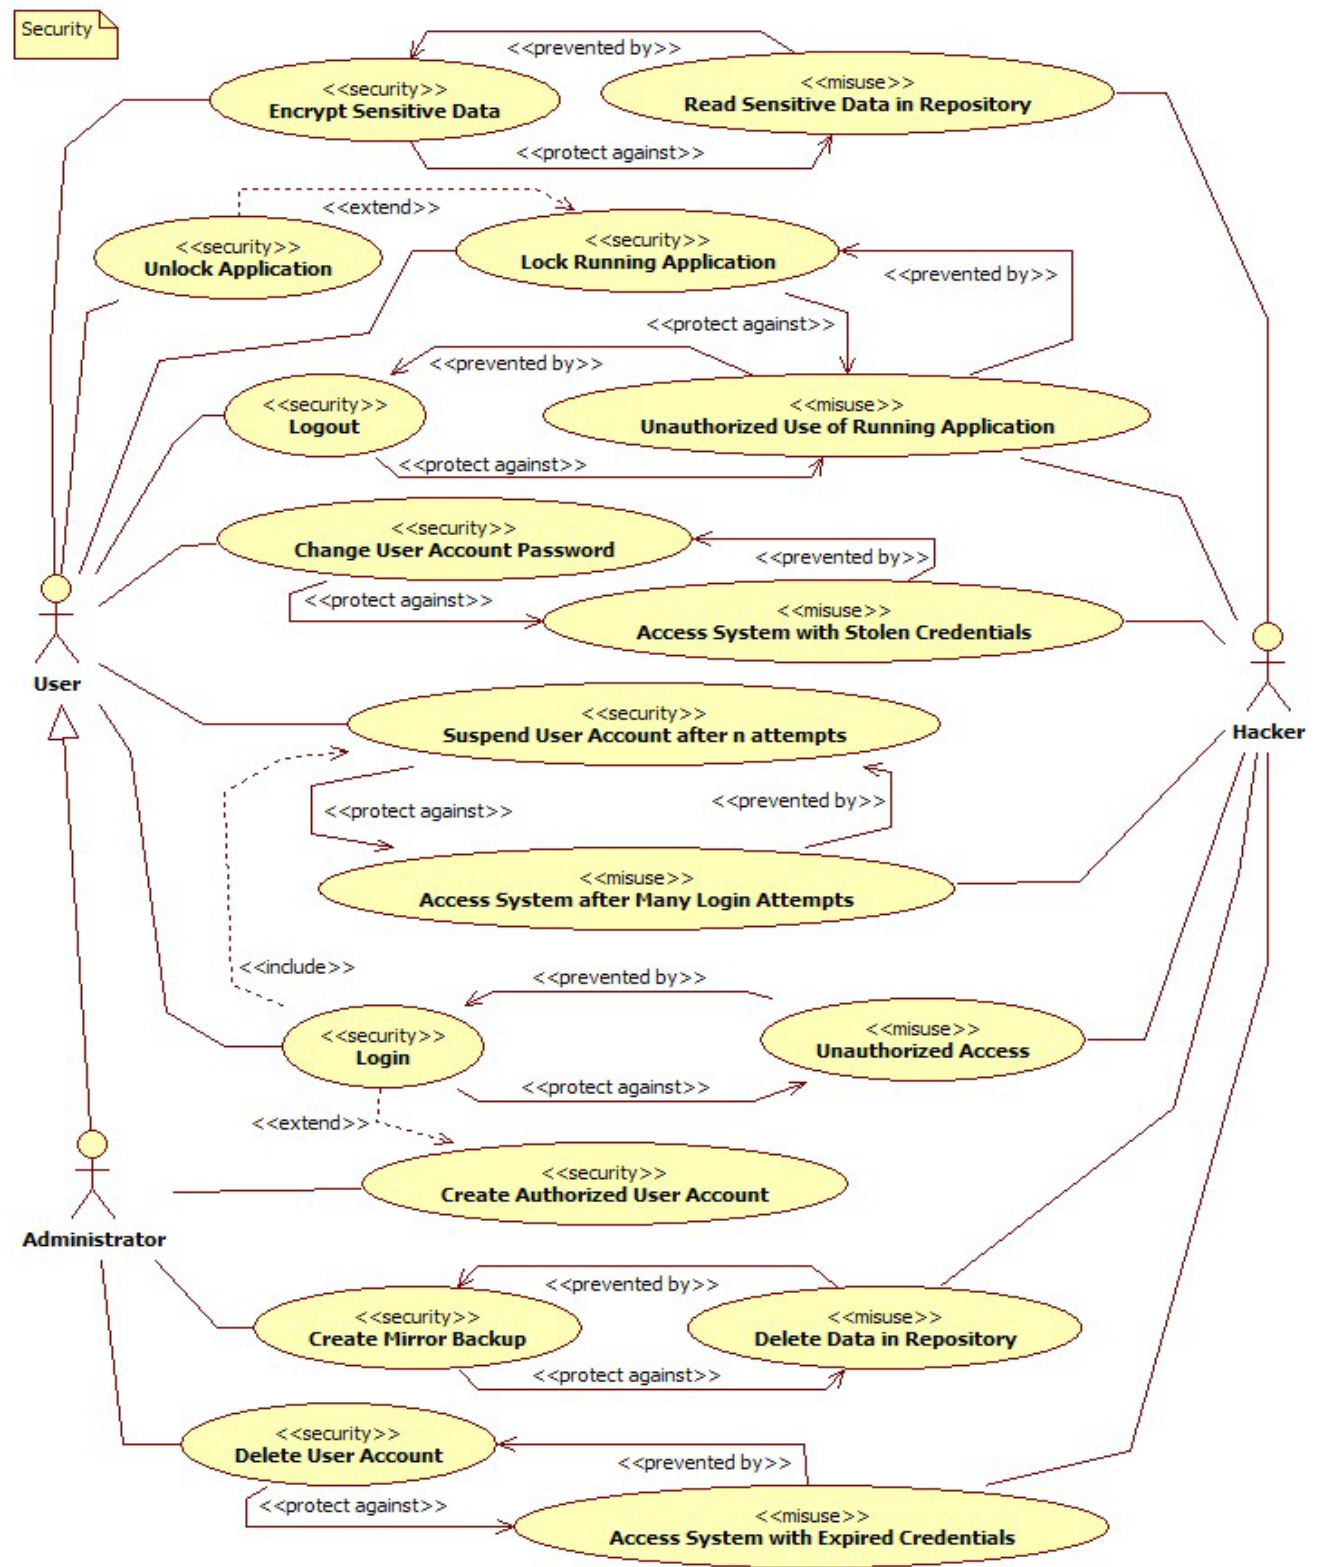 Security
<<prevented by>>
<<security>>
Encrypt Sensitive Data
<<misuse>>
Read Sensitive Data in Repository
<<protect against>>
<<extend>>
<<security>>
Unlock Application
<<security>>
Lock Running Application
<<prevented by>>
<<protect against>>
<<prevented by>>
<<security>>
Logout
<<misuse>>
Unauthorized Use of Running Application
<<protect against>>
<<security>>
Change User Account Password
<<prevented by>>
<<protect against>>
<<misuse>>
Access System with Stolen Credentials
User
<<security>>
Suspend User Account after n attempts
Hacker
<<protect against>>
<<prevented by>>
<<misuse>>
Access System after Many Login Attempts
<<include>>
<<prevented by>>
<<security>>
Login
<<misuse>>
Unauthorized Access
<<protect against>>
<<extend>>
<<security>>
Create Authorized User Account
Administrator
<<prevented by>>
<<security>>
Create Mirror Backup
<<misuse>>
Delete Data in Repository
<<protect against>>
<<security>>
Delete User Account
<<prevented by>>
<<protect against>>
<<misuse>>
Access System with Expired Credentials